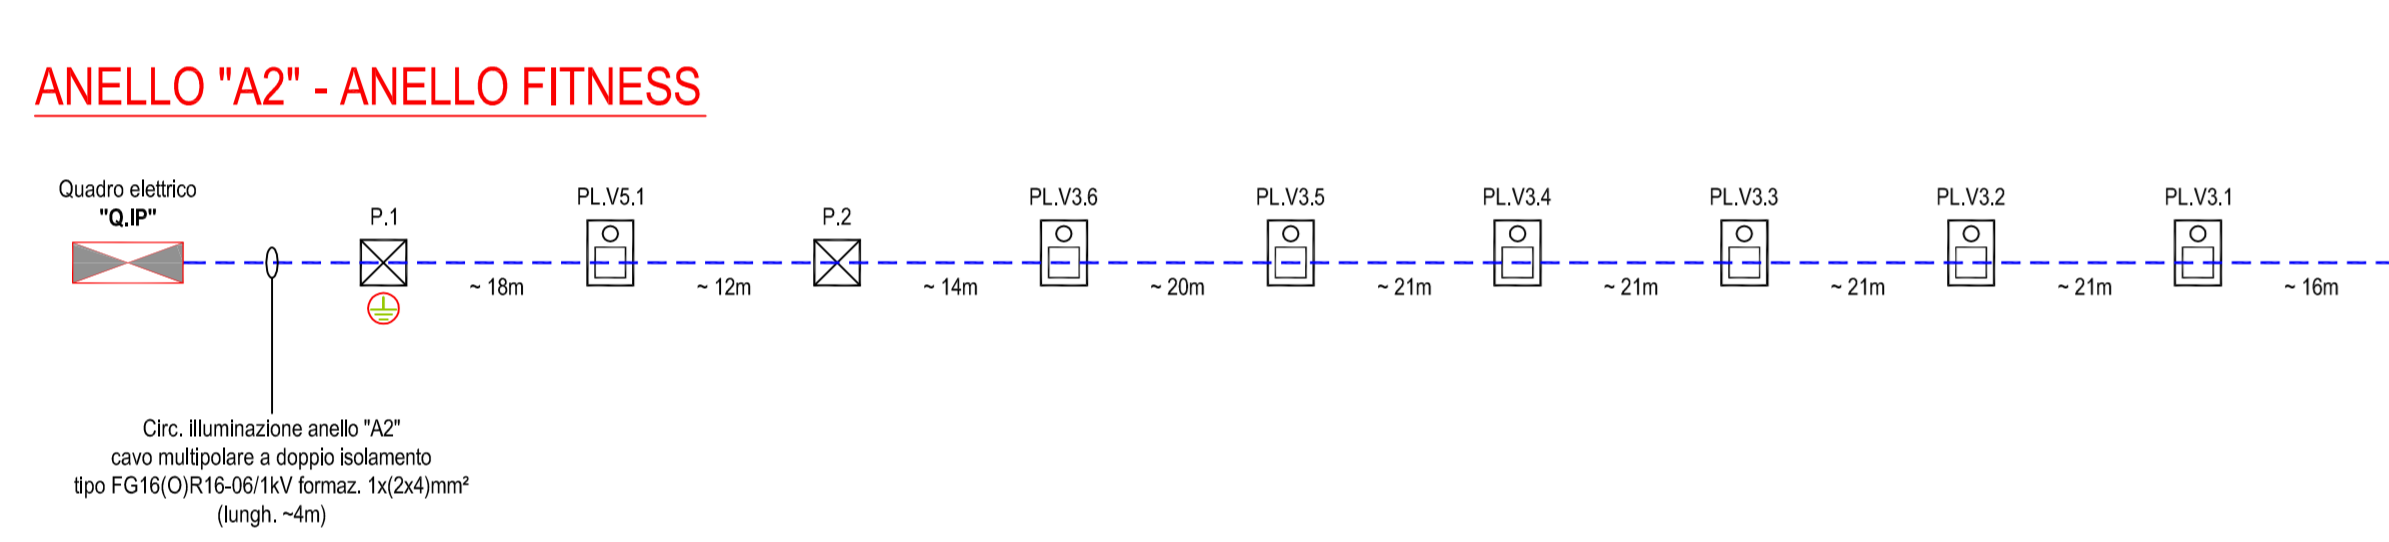 ANELLO "A2" - ANELLO FITNESS
Quadro elettrico
"Q.IP"
P.1
PL.V5.1
P.2
PL.V3.6
PL.V3.5
PL.V3.4
PL.V3.3
PL.V3.2
PL.V3.1
~ 18m
~ 12m
~ 14m
~ 20m
~ 21m
~ 21m
~ 21m
~ 21m
~ 16m
Circ. illuminazione anello "A2"
cavo multipolare a doppio isolamento
tipo FG16(O)R16-06/1kV formaz. 1x(2x4)mm²
(lungh. ~4m)